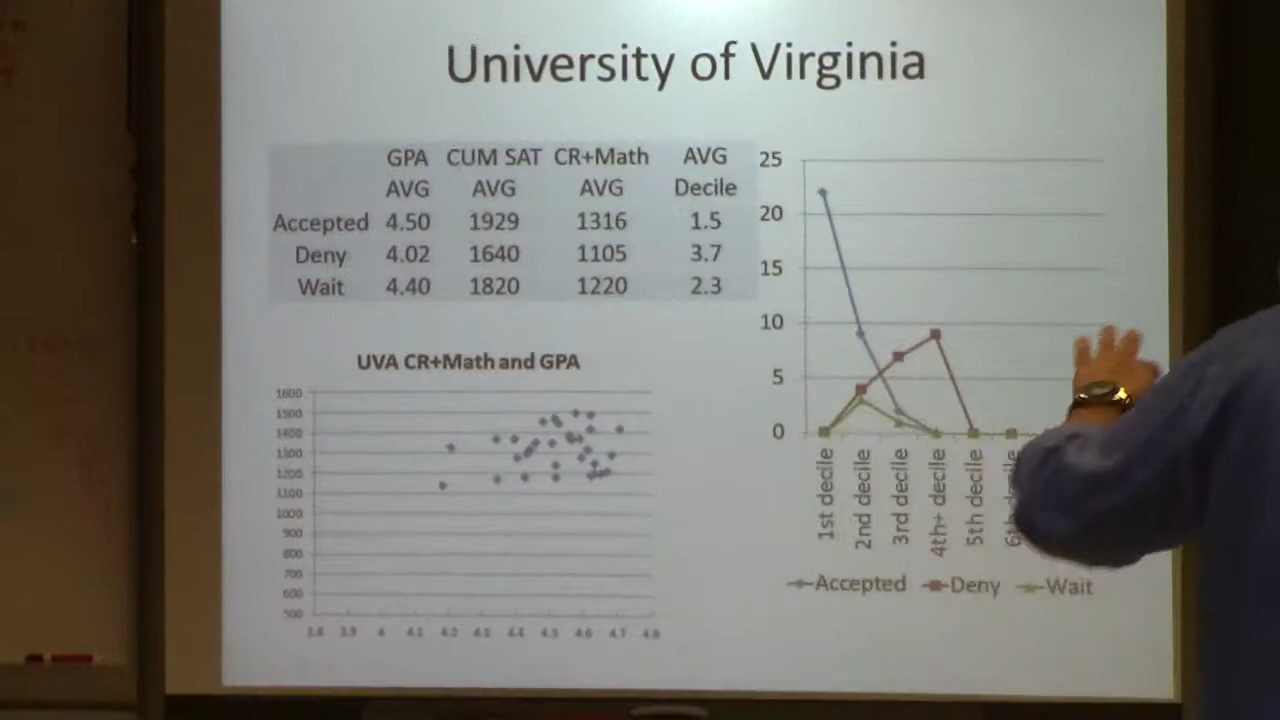 University of Virginia
GPA CUM SAT CR+Math AVG
AVG AVG AVG Decile
Accepted 4.50 1929 1316 1.5
Deny 4.02 1640 1105 3.7
Wait 4.40 1820 1220 2.3
UVA CR+Math and GPA
1600
1500
1400
1300
1200
1100
1000
900
800
700
600
500
3.8 3.9 4 4.1 4.2 4.3 4.4 4.5 4.6 4.7 4.8
25
20
15
10
5
0
1st decile
2nd decile
3rd decile
4th+ decile
5th decile
6th
Accepted Deny Wait